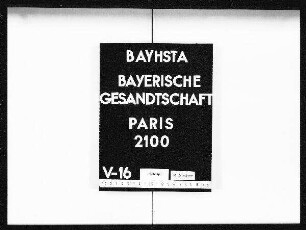 BAYHSTA
BAYERISCHE
GESANDTSCHAFT
PARIS
2100
V-16